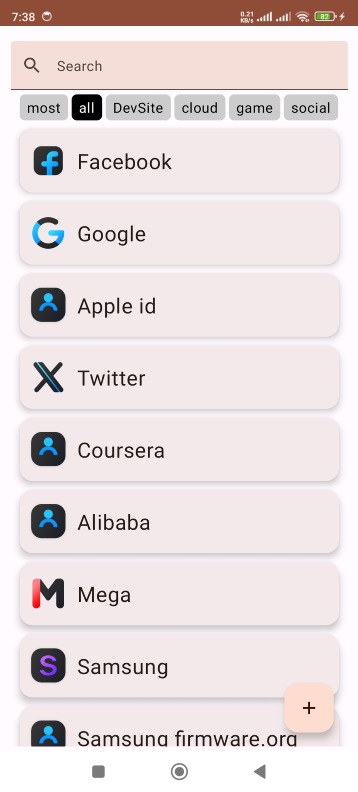 7:38 0.21 KB/s 82
Search
most all DevSite cloud game social
Facebook
Google
Apple id
Twitter
Coursera
Alibaba
Mega
Samsung
Samsung firmware.org